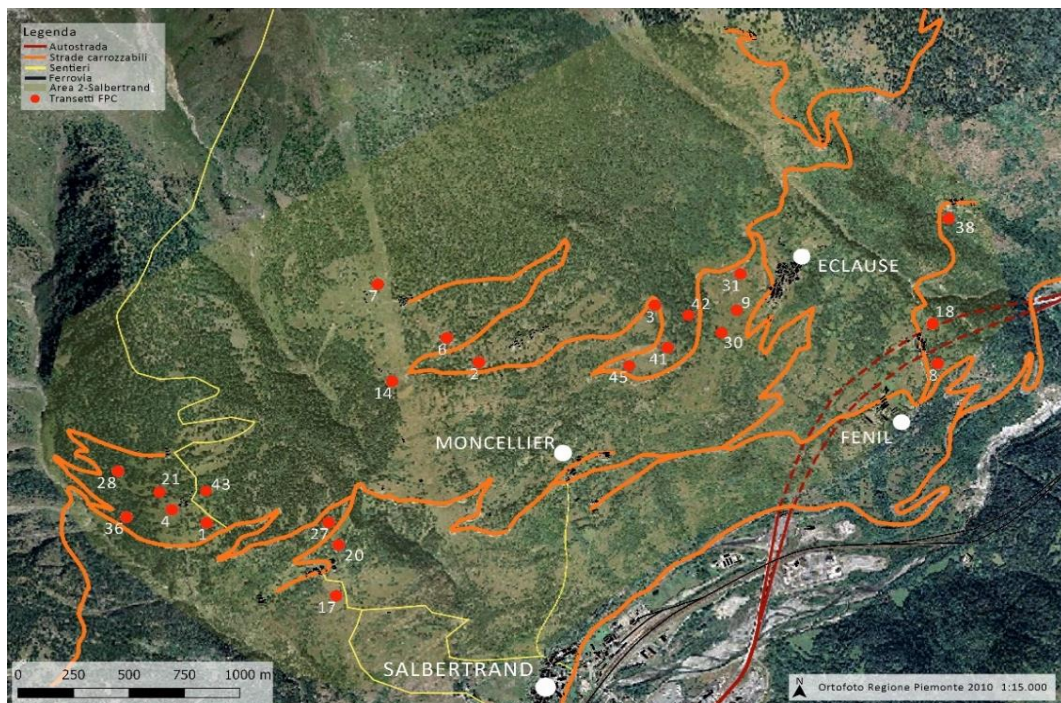 Legenda
Autostrada
Strade carrozzabili
Sentieri
Ferrovia
Area 2-Salbertrand
Transetti FPC
38
ECLAUSE
31
7
9
3
42
18
30
6
41
2
45
8
14
FENIL
MONCELLIER
28
21
43
4
36
1
27
20
17
SALBERTRAND
0 250 500 750 1000 m
N
Ortofoto Regione Piemonte 2010 1:15.000